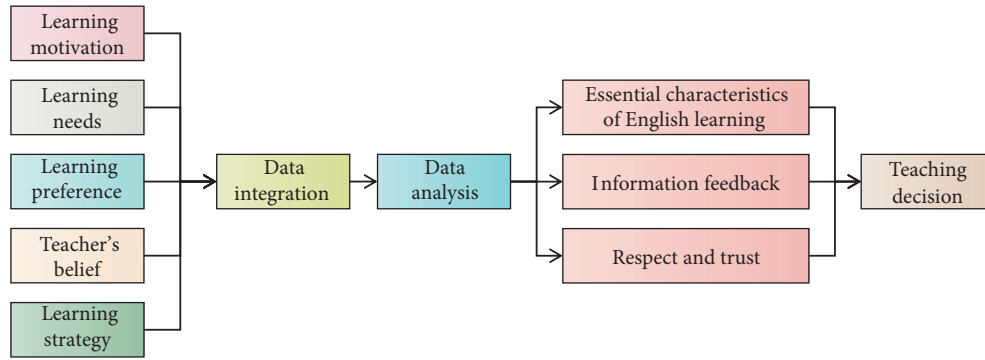 Learning
motivation
Learning
needs
Learning
preference
Teacher's
belief
Learning
strategy
Data
integration
Data
analysis
Essential characteristics
of English learning
Information feedback
Respect and trust
Teaching
decision